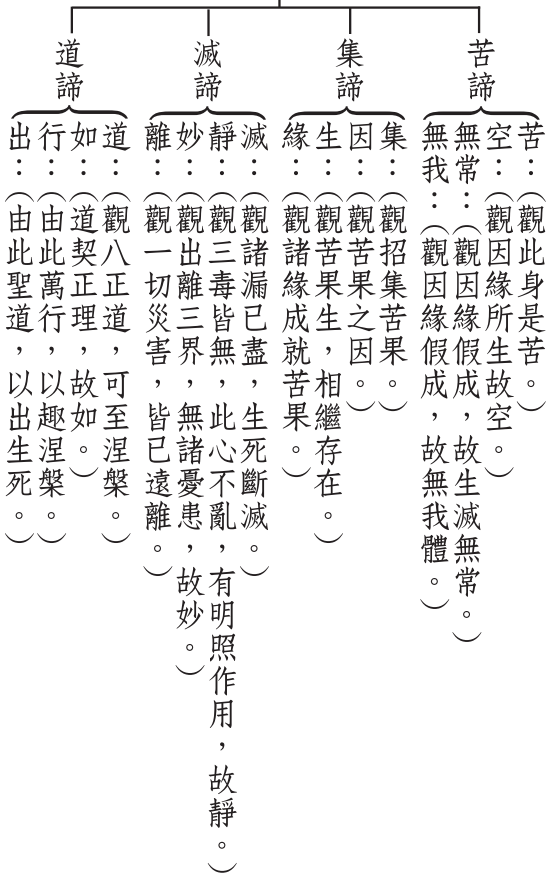 苦諦
苦：（觀此身是苦。）
空：（觀因緣所生故空。）
無常：（觀因緣假成，故生滅無常。）
無我：（觀因緣假成，故無我體。）
集諦
集：（觀招集苦果。）
因：（觀苦果之因。）
生：（觀苦果生，相繼存在。）
緣：（觀諸緣成就苦果。）
滅諦
滅：（觀諸漏已盡，生死斷滅。）
靜：（觀三毒皆無，此心不亂，有明照作用，故靜。）
妙：（觀出離三界，無諸憂患，故妙。）
離：（觀一切災害，皆已遠離。）
道諦
道：（觀八正道，可至涅槃。）
如：（道契正理，故如。）
行：（由此萬行，以趣涅槃。）
出：（由此聖道，以出生死。）